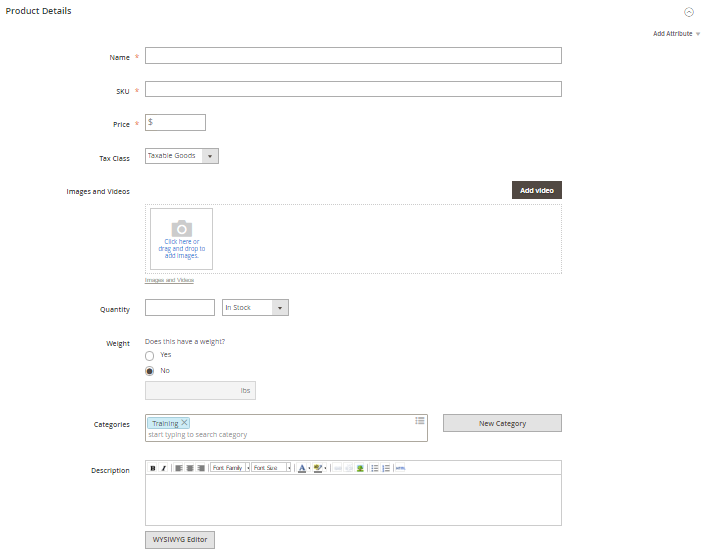 Product Details
Add Attribute
Name *
SKU *
Price * $
Tax Class Taxable Goods
Images and Videos Add video
Click here or
drag and drop to
add images.
Images and Videos
Quantity In Stock
Weight Does this have a weight?
Yes
No
lbs
Categories Training New Category
start typing to search category
Description B I Font Family Font Size A HTML
WYSIWYG Editor